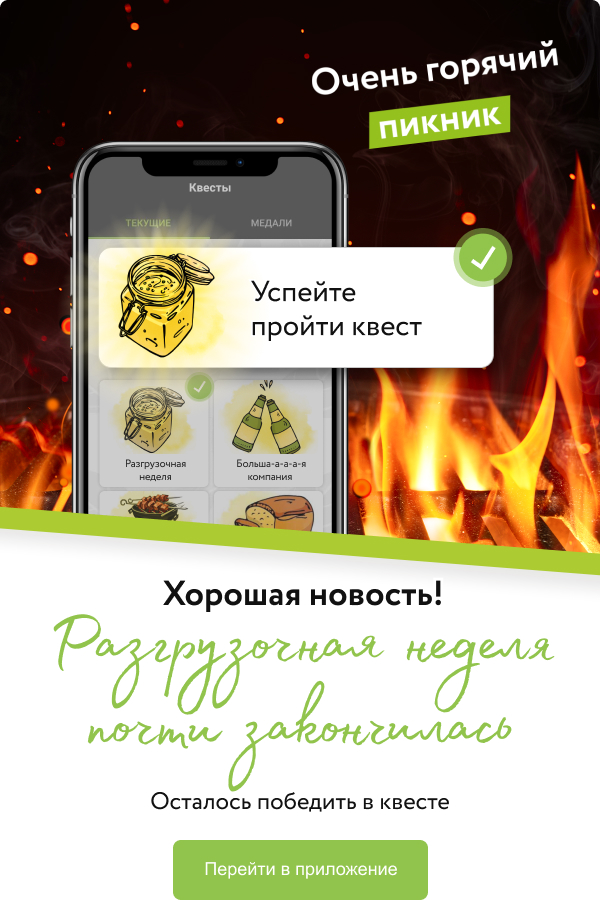 Очень горячий
пикник
Квесты
ТЕКУЩИЕ
МЕДАЛИ
Успейте
пройти квест
Разгрузочная
неделя
Больша-а-а-а-я
компания
Хорошая новость!
Разгрузочная неделя
почти закончилась
Осталось победить в квесте
Перейти в приложение